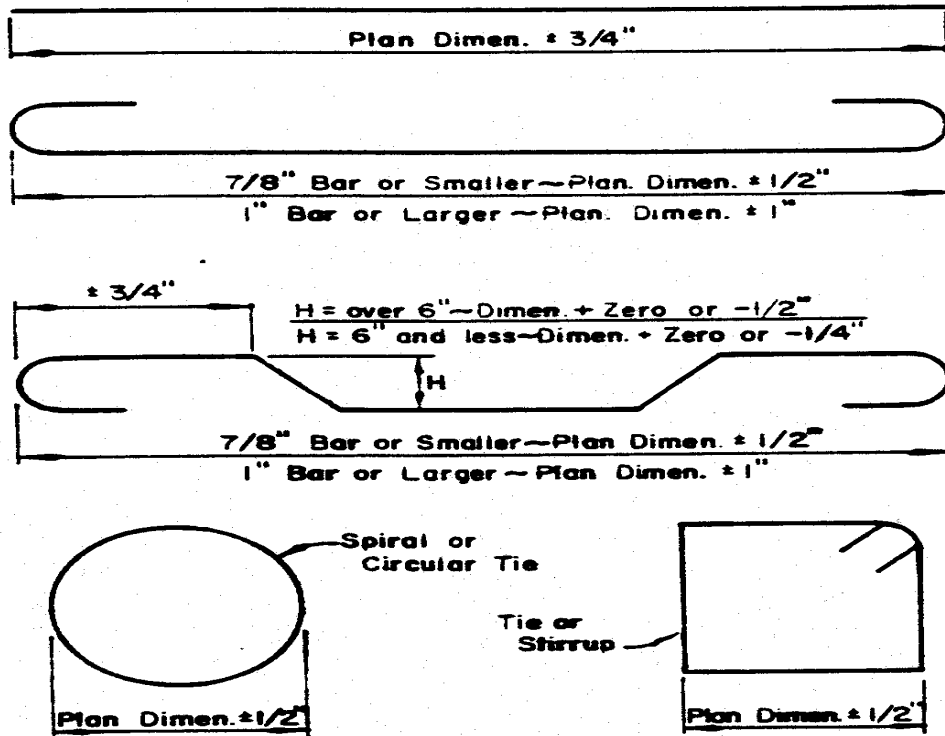 Plan Dimen. ± 3/4"
7/8" Bar or Smaller~Plan. Dimen. ± 1/2"
1" Bar or Larger ~Plan. Dimen. ± 1"
± 3/4"
H = over 6"~Dimen. + Zero or -1/2"
H = 6" and less~Dimen. + Zero or -1/4"
H
7/8" Bar or Smaller~Plan Dimen. ± 1/2"
1" Bar or Larger ~Plan Dimen. ± 1"
Spiral or
Circular Tie
Tie or
Stirrup
Plan Dimen. ±1/2"
Plan Dimen. ± 1/2"